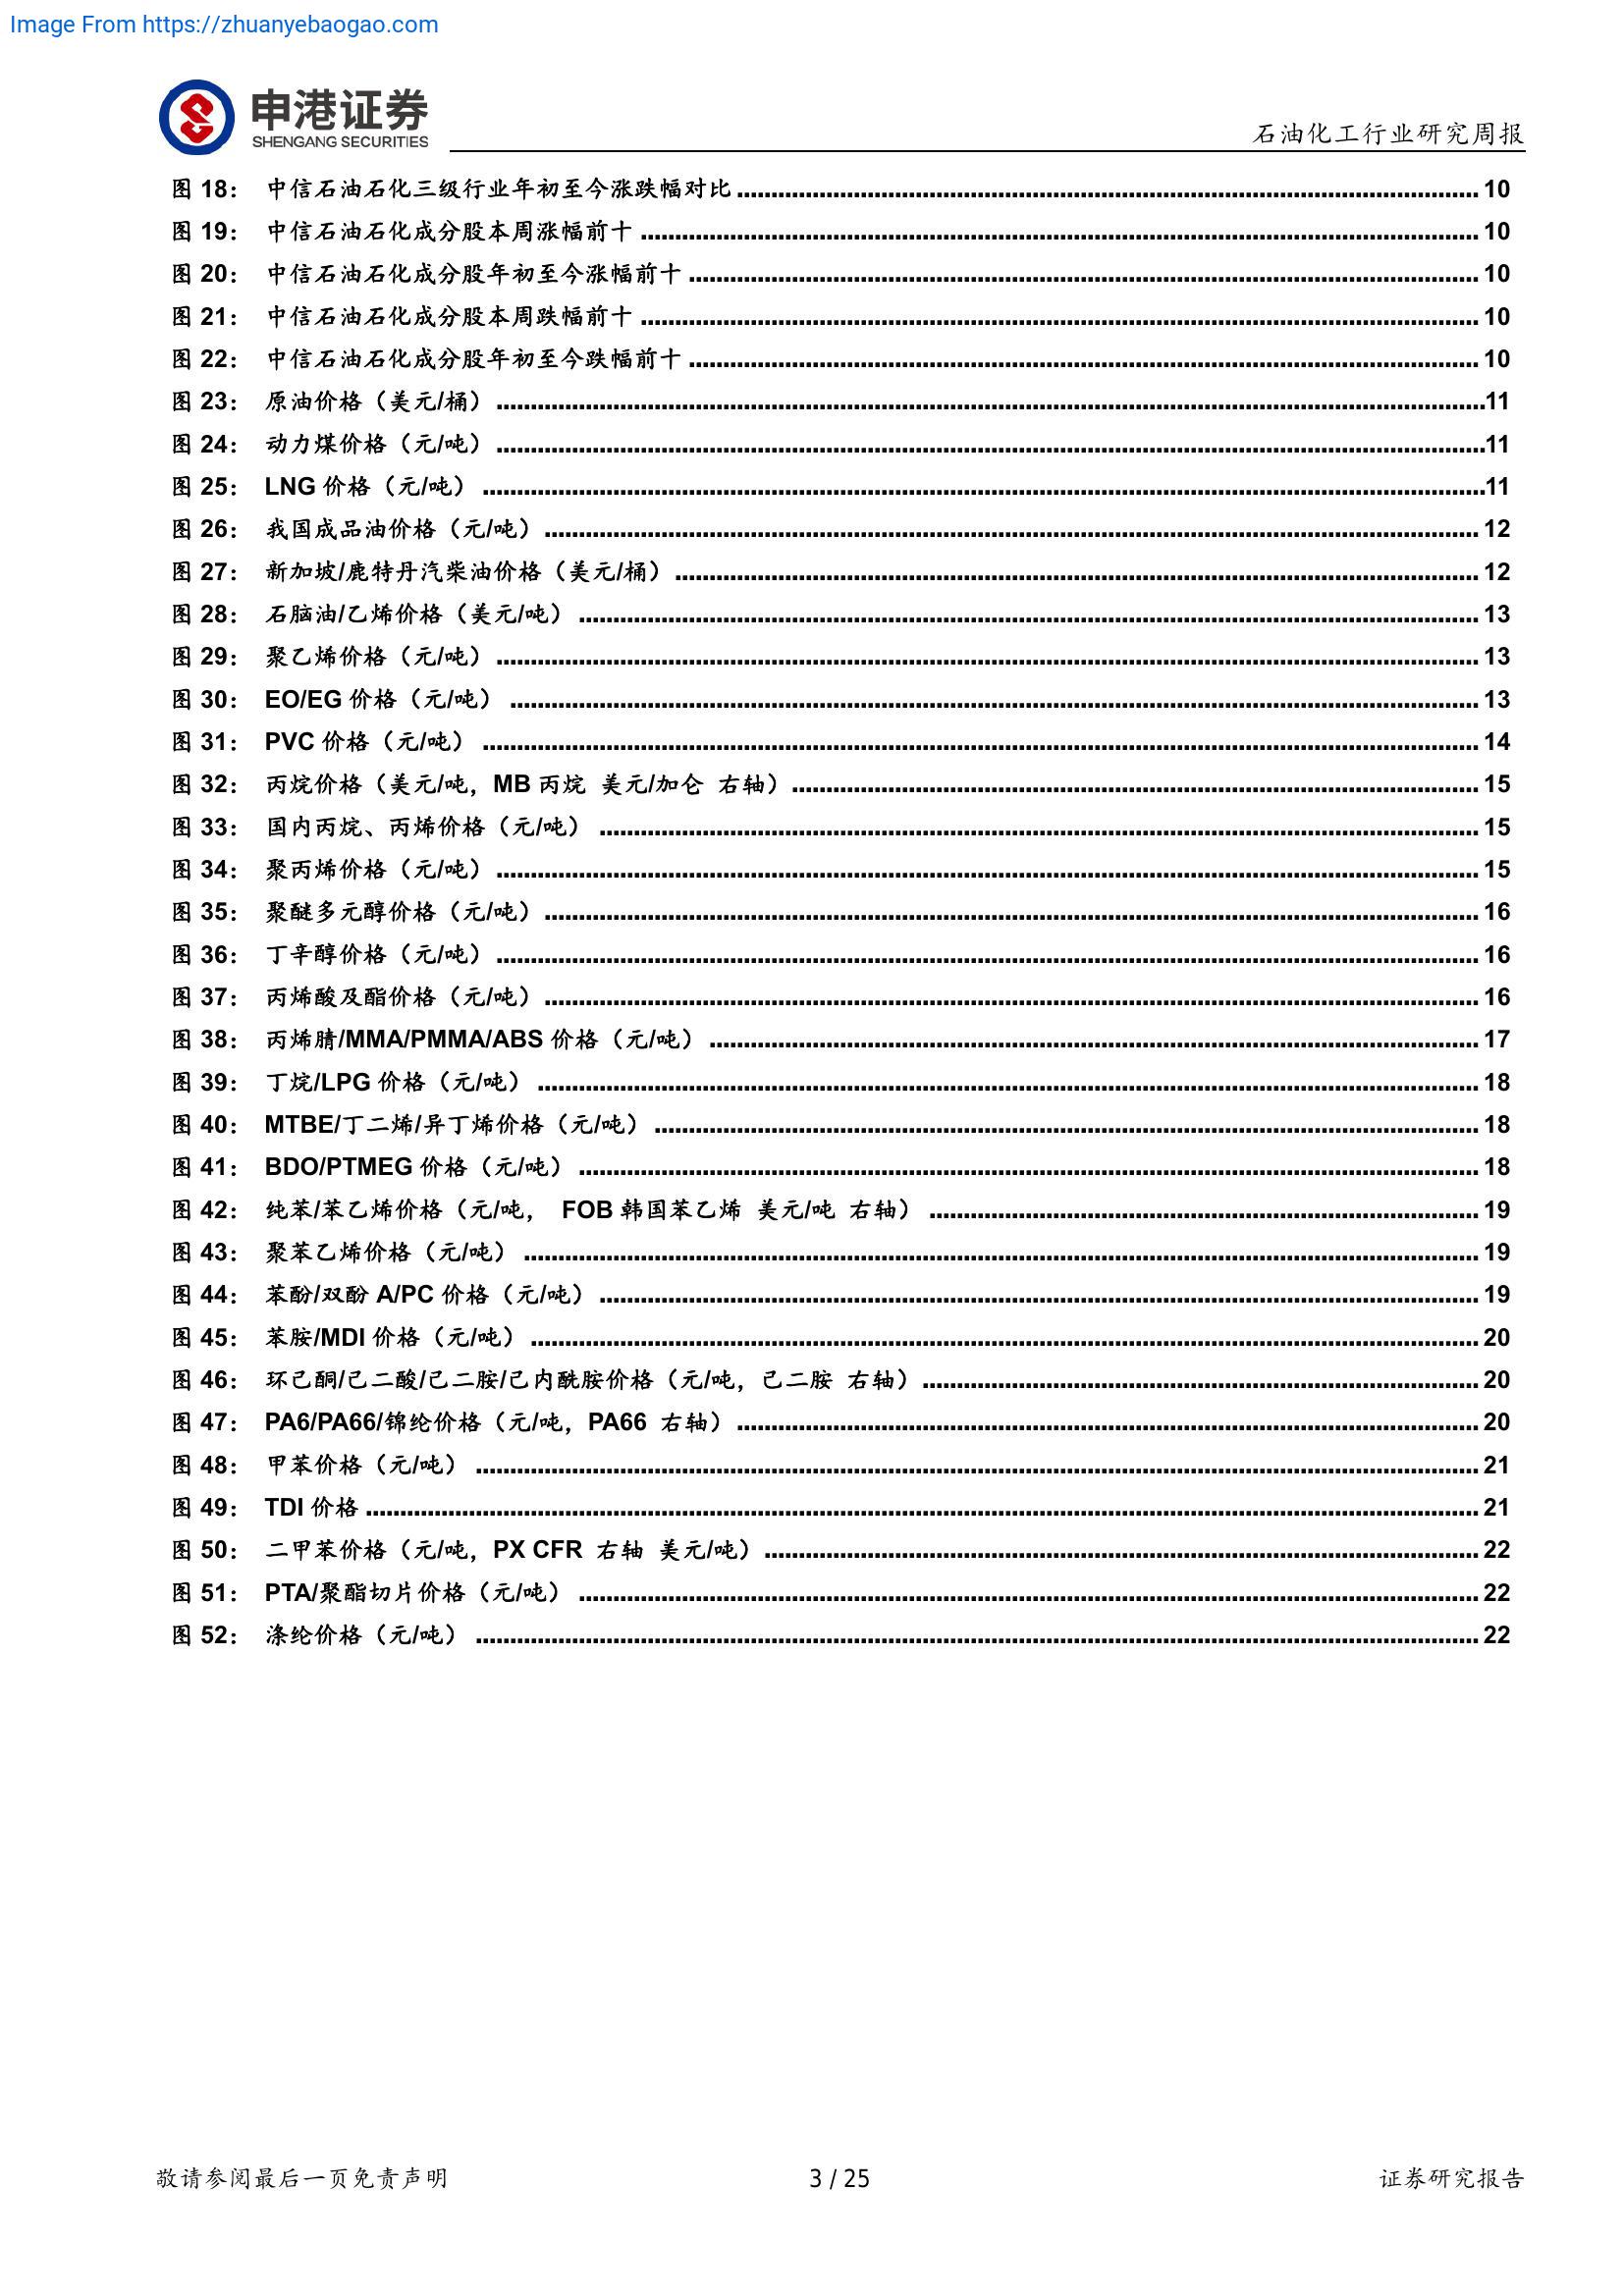 Image From https://zhuanyebaogao.com
申港证券
SHENGANG SECURITIES
石油化工行业研究周报
图 18： 中信石油石化三级行业年初至今涨跌幅对比 10
图 19： 中信石油石化成分股本周涨幅前十 10
图 20： 中信石油石化成分股年初至今涨幅前十 10
图 21： 中信石油石化成分股本周跌幅前十 10
图 22： 中信石油石化成分股年初至今跌幅前十 10
图 23： 原油价格（美元/桶） 11
图 24： 动力煤价格（元/吨） 11
图 25： LNG 价格（元/吨） 11
图 26： 我国成品油价格（元/吨） 12
图 27： 新加坡/鹿特丹汽柴油价格（美元/桶） 12
图 28： 石脑油/乙烯价格（美元/吨） 13
图 29： 聚乙烯价格（元/吨） 13
图 30： EO/EG 价格（元/吨） 13
图 31： PVC 价格（元/吨） 14
图 32： 丙烷价格（美元/吨，MB 丙烷 美元/加仑 右轴） 15
图 33： 国内丙烷、丙烯价格（元/吨） 15
图 34： 聚丙烯价格（元/吨） 15
图 35： 聚醚多元醇价格（元/吨） 16
图 36： 丁辛醇价格（元/吨） 16
图 37： 丙烯酸及酯价格（元/吨） 16
图 38： 丙烯腈/MMA/PMMA/ABS 价格（元/吨） 17
图 39： 丁烷/LPG 价格（元/吨） 18
图 40： MTBE/丁二烯/异丁烯价格（元/吨） 18
图 41： BDO/PTMEG 价格（元/吨） 18
图 42： 纯苯/苯乙烯价格（元/吨， FOB 韩国苯乙烯 美元/吨 右轴） 19
图 43： 聚苯乙烯价格（元/吨） 19
图 44： 苯酚/双酚 A/PC 价格（元/吨） 19
图 45： 苯胺/MDI 价格（元/吨） 20
图 46： 环己酮/己二酸/己二胺/己内酰胺价格（元/吨，己二胺 右轴） 20
图 47： PA6/PA66/锦纶价格（元/吨，PA66 右轴） 20
图 48： 甲苯价格（元/吨） 21
图 49： TDI 价格 21
图 50： 二甲苯价格（元/吨，PX CFR 右轴 美元/吨） 22
图 51： PTA/聚酯切片价格（元/吨） 22
图 52： 涤纶价格（元/吨） 22
敬请参阅最后一页免责声明 3 / 25 证券研究报告